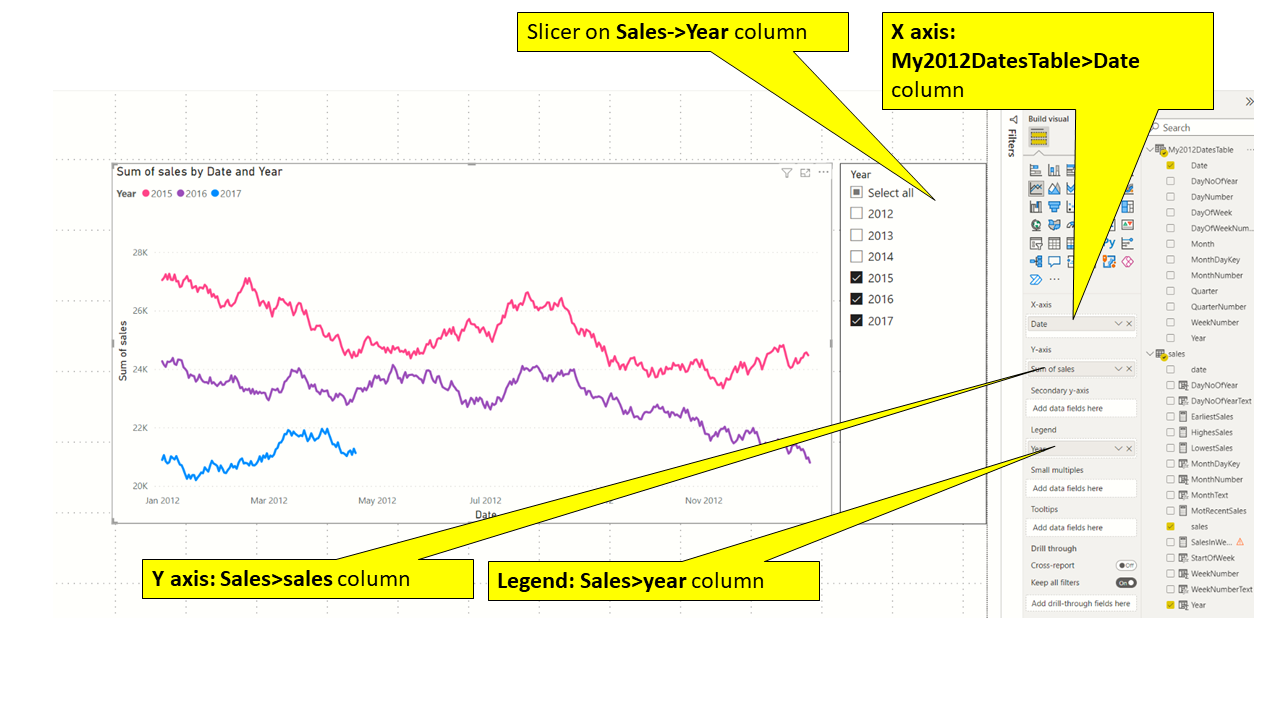 Slicer on Sales->Year column
X axis:
My2012DatesTable>Date
column
Sum of sales by Date and Year
Year 2015 2016 2017
28K
26K
24K
22K
20K
Sum of sales
Jan 2012 Mar 2012 May 2012 Jul 2012 Nov 2012
Date
Year
Select all
2012
2013
2014
2015
2016
2017
Filters
Build visual
X-axis
Date
Y-axis
Sum of sales
Secondary y-axis
Add data fields here
Legend
Year
Small multiples
Add data fields here
Tooltips
Add data fields here
Drill through
Cross-report Off
Keep all filters On
Add drill-through fields here
Search
My2012DatesTable
Date
DayNoOfYear
DayNumber
DayOfWeek
DayOfWeekNum...
Month
MonthDayKey
MonthNumber
Quarter
QuarterNumber
WeekNumber
Year
sales
date
DayNoOfYear
DayNoOfYearText
EarliestSales
HighesSales
LowestSales
MonthDayKey
MonthNumber
MonthText
MotRecentSales
sales
SalesInWe...
StartOfWeek
WeekNumber
WeekNumberText
Year
Y axis: Sales>sales column
Legend: Sales>year column